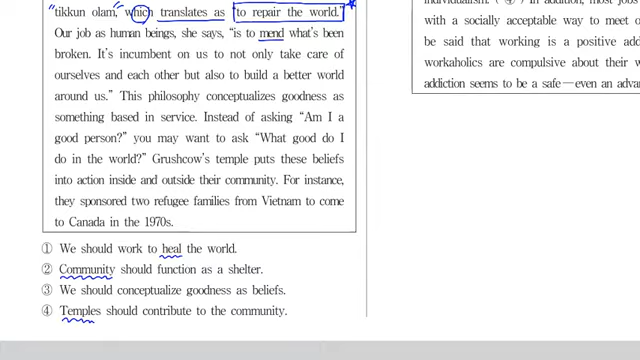 "tikkun olam," which translates as "to repair the world."
Our job as human beings, she says, "is to mend what's been
broken. It's incumbent on us to not only take care of
ourselves and each other but also to build a better world
around us." This philosophy conceptualizes goodness as
something based in service. Instead of asking "Am I a
good person?" you may want to ask "What good do I
do in the world?" Grushcow's temple puts these beliefs
into action inside and outside their community. For instance,
they sponsored two refugee families from Vietnam to come
to Canada in the 1970s.
① We should work to heal the world.
② Community should function as a shelter.
③ We should conceptualize goodness as beliefs.
④ Temples should contribute to the community.
individualism. ( ④ ) In addition, most jobs
with a socially acceptable way to meet o
be said that working is a positive add
workaholics are compulsive about their w
addiction seems to be a safe—even an adva